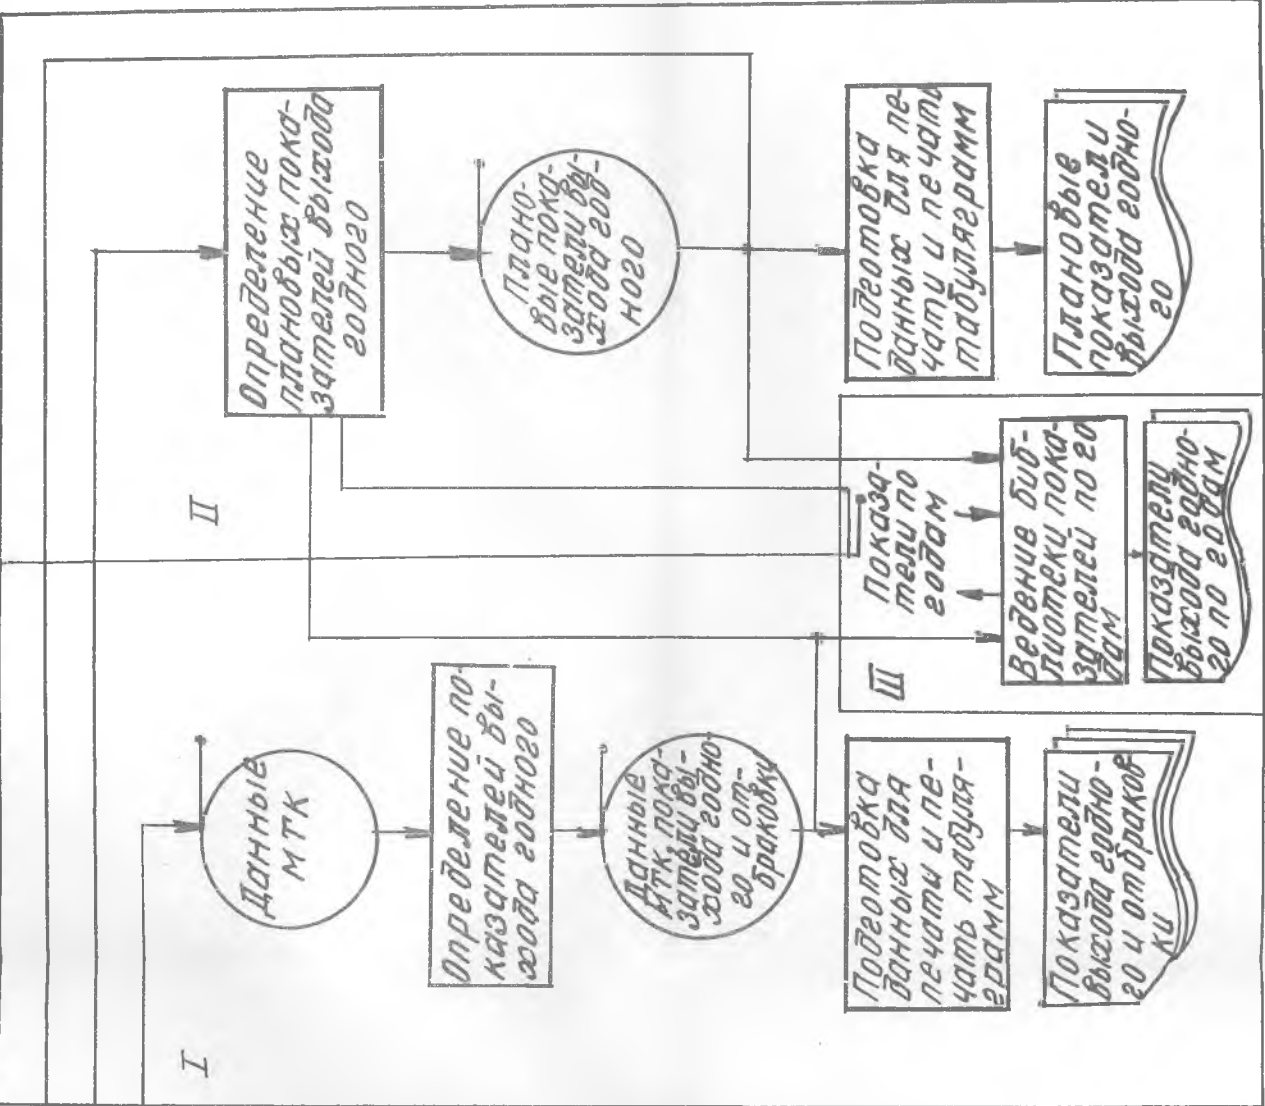 I
Данные
МТК
Определение по-
казателей вы-
хода годного
Данные
МТК, пока-
затели вы-
хода годно-
го и от-
браковки
Подготовка
данных для
печати и пе-
чать табуля-
грамм
Показатели
выхода годно-
го и отбраков
ки
II
Определение
плановых пока-
зателей выхода
годного
Плано-
вые пока-
затели вы-
хода год-
ного
Подготовка
данных для пе-
чати и печать
табуляграмм
Плановые
показатели
выхода годно-
го
III
Показа-
тели по
годам
Ведение биб-
лиотеки пока-
зателей по го
дам
Показатели
выхода годно-
го по годам